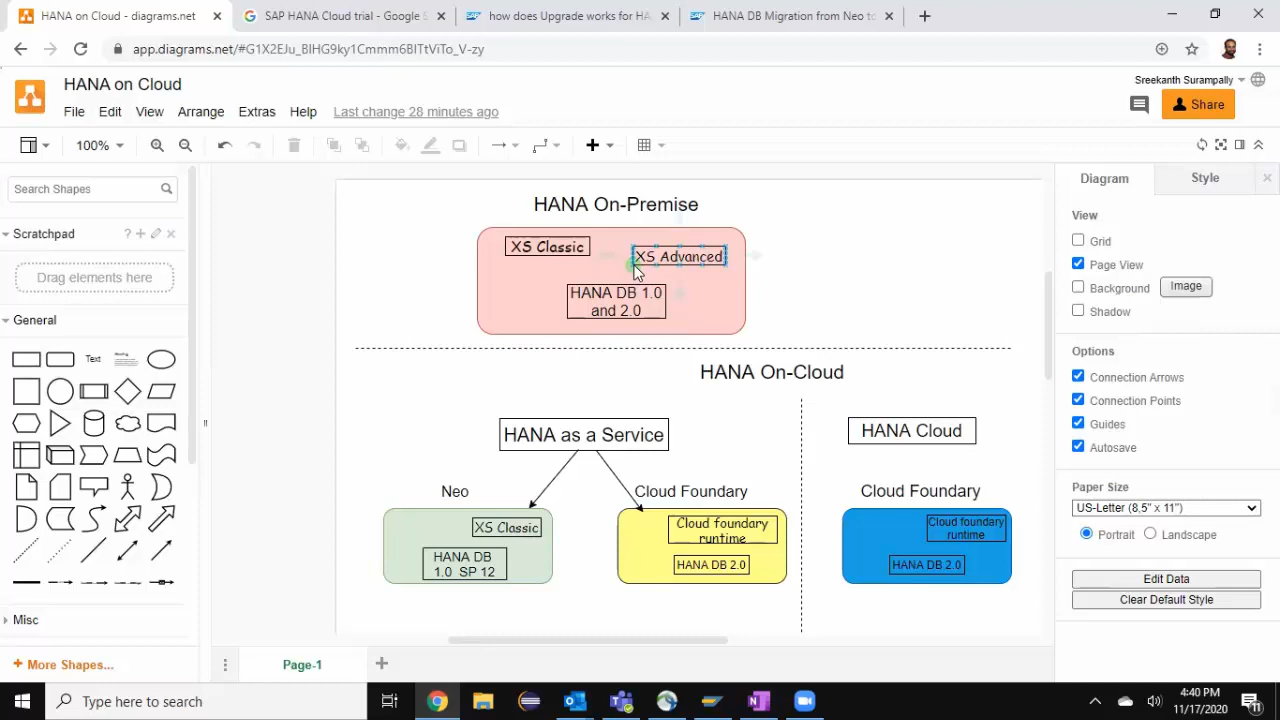 HANA on Cloud - diagrams.net
SAP HANA Cloud trial - Google S
how does Upgrade works for HA
HANA DB Migration from Neo to
app.diagrams.net/#G1X2EJu_BlHG9ky1Cmmm6BlTtViTo_V-zy
HANA on Cloud
Sreekanth Surampally
File Edit View Arrange Extras Help Last change 28 minutes ago
Share
100%
Search Shapes
Scratchpad
Drag elements here
General
Text
Heading
Misc
+ More Shapes...
HANA On-Premise
XS Classic
XS Advanced
HANA DB 1.0
and 2.0
HANA On-Cloud
HANA as a Service
HANA Cloud
Neo
Cloud Foundry
Cloud Foundry
XS Classic
HANA DB
1.0 SP 12
Cloud foundry
runtime
HANA DB 2.0
Cloud foundry
runtime
HANA DB 2.0
Diagram
Style
View
Grid
Page View
Background
Image
Shadow
Options
Connection Arrows
Connection Points
Guides
Autosave
Paper Size
US-Letter (8,5" x 11")
Portrait
Landscape
Edit Data
Clear Default Style
Page-1
Type here to search
4:40 PM
11/17/2020